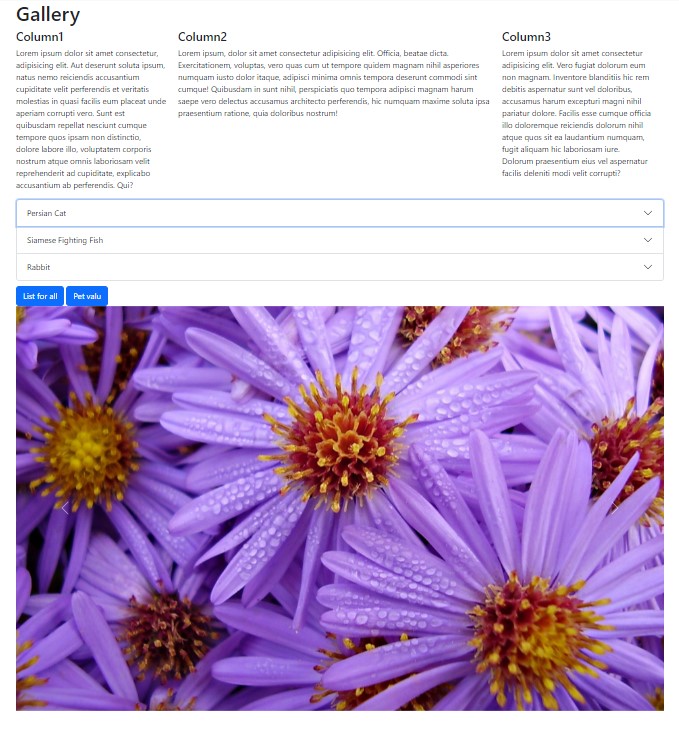 Gallery
Column1
Lorem ipsum dolor sit amet consectetur,
adipisicing elit. Aut deserunt soluta ipsum,
natus nemo reiciendis accusantium
cupiditate velit perferendis et veritatis
molestias in quasi facilis eum placeat unde
aperiam corrupti vero. Sunt est
quibusdam repellat nesciunt cumque
tempore quos ipsam non distinctio,
dolore labore illo, voluptatem corporis
nostrum atque omnis laboriosam velit
reprehenderit ad cupiditate, explicabo
accusantium ab perferendis. Qui?
Column2
Lorem ipsum, dolor sit amet consectetur adipisicing elit. Officia, beatae dicta.
Exercitationem, voluptas, vero quas cum ut tempore quidem magnam nihil asperiores
numquam iusto dolor itaque, adipisci minima omnis tempora deserunt commodi sint
cumque! Quibusdam in sunt nihil, perspiciatis quo tempora adipisci magnam harum
saepe vero delectus accusamus architecto perferendis, hic numquam maxime soluta ipsa
praesentium ratione, quia doloribus nostrum!
Column3
Lorem ipsum dolor sit amet consectetur
adipisicing elit. Vero fugiat dolorum eum
non magnam. Inventore blanditiis hic rem
debitis aspernatur sunt vel doloribus,
accusamus harum excepturi magni nihil
pariatur dolore. Facilis esse cumque officia
illo doloremque reiciendis dolorum nihil
atque quos sit ea laudantium numquam,
fugit aliquam hic laboriosam iure.
Dolorum praesentium eius vel aspernatur
facilis deleniti modi velit corrupti?
Persian Cat
Siamese Fighting Fish
Rabbit
List for all
Pet valu